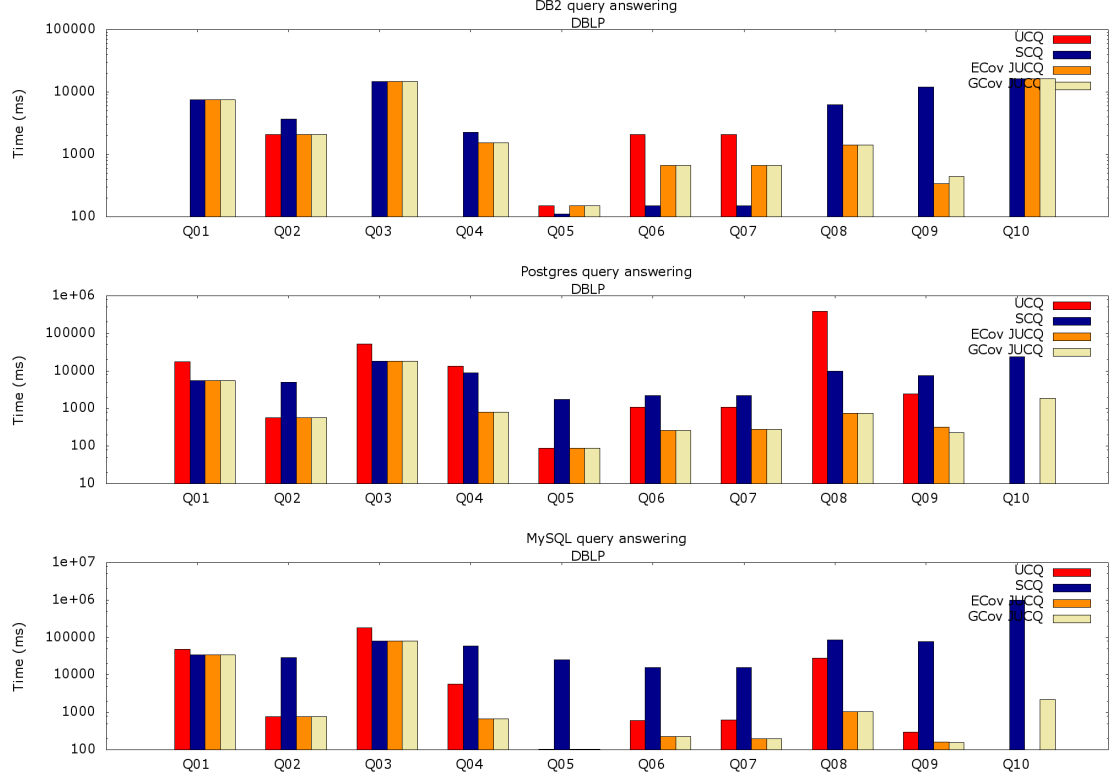 DB2 query answering
DBLP
100000
10000
1000
100
Time (ms)
UCQ
SCQ
ECov JUCQ
GCov JUCQ
Q01 Q02 Q03 Q04 Q05 Q06 Q07 Q08 Q09 Q10
Postgres query answering
DBLP
1e+06
100000
10000
1000
100
10
Time (ms)
UCQ
SCQ
ECov JUCQ
GCov JUCQ
Q01 Q02 Q03 Q04 Q05 Q06 Q07 Q08 Q09 Q10
MySQL query answering
DBLP
1e+07
1e+06
100000
10000
1000
100
Time (ms)
UCQ
SCQ
ECov JUCQ
GCov JUCQ
Q01 Q02 Q03 Q04 Q05 Q06 Q07 Q08 Q09 Q10